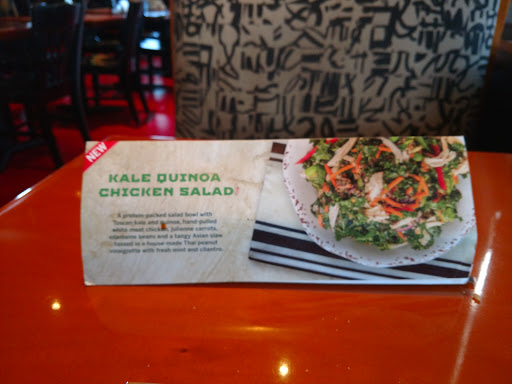 NEW
KALE QUINOA
CHICKEN SALAD
A protein packed salad bowl with
Tuscan kale and quinoa, hand-pulled
white meat chicken, julienne carrots,
edamame beans and a tangy Asian slaw
tossed in a house made Thai peanut
vinaigrette with fresh mint and cilantro.